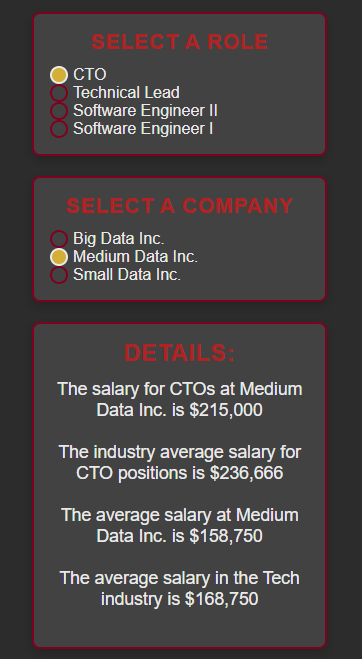 SELECT A ROLE
CTO
Technical Lead
Software Engineer II
Software Engineer I
SELECT A COMPANY
Big Data Inc.
Medium Data Inc.
Small Data Inc.
DETAILS:
The salary for CTOs at Medium
Data Inc. is $215,000
The industry average salary for
CTO positions is $236,666
The average salary at Medium
Data Inc. is $158,750
The average salary in the Tech
industry is $168,750